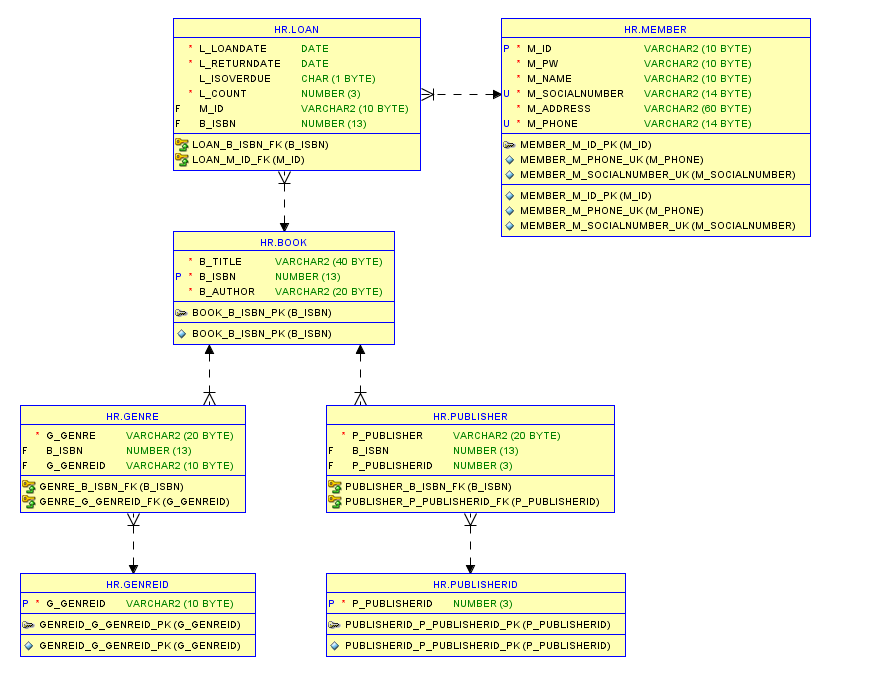 HR.LOAN
* L_LOANDATE DATE
* L_RETURNDATE DATE
L_ISOVERDUE CHAR (1 BYTE)
* L_COUNT NUMBER (3)
F M_ID VARCHAR2 (10 BYTE)
F B_ISBN NUMBER (13)
LOAN_B_ISBN_FK (B_ISBN)
LOAN_M_ID_FK (M_ID)
HR.MEMBER
P * M_ID VARCHAR2 (10 BYTE)
* M_PW VARCHAR2 (10 BYTE)
* M_NAME VARCHAR2 (10 BYTE)
U * M_SOCIALNUMBER VARCHAR2 (14 BYTE)
* M_ADDRESS VARCHAR2 (60 BYTE)
U * M_PHONE VARCHAR2 (14 BYTE)
MEMBER_M_ID_PK (M_ID)
MEMBER_M_PHONE_UK (M_PHONE)
MEMBER_M_SOCIALNUMBER_UK (M_SOCIALNUMBER)
MEMBER_M_ID_PK (M_ID)
MEMBER_M_PHONE_UK (M_PHONE)
MEMBER_M_SOCIALNUMBER_UK (M_SOCIALNUMBER)
HR.BOOK
* B_TITLE VARCHAR2 (40 BYTE)
P * B_ISBN NUMBER (13)
* B_AUTHOR VARCHAR2 (20 BYTE)
BOOK_B_ISBN_PK (B_ISBN)
BOOK_B_ISBN_PK (B_ISBN)
HR.GENRE
* G_GENRE VARCHAR2 (20 BYTE)
F B_ISBN NUMBER (13)
F G_GENREID VARCHAR2 (10 BYTE)
GENRE_B_ISBN_FK (B_ISBN)
GENRE_G_GENREID_FK (G_GENREID)
HR.PUBLISHER
* P_PUBLISHER VARCHAR2 (20 BYTE)
F B_ISBN NUMBER (13)
F P_PUBLISHERID NUMBER (3)
PUBLISHER_B_ISBN_FK (B_ISBN)
PUBLISHER_P_PUBLISHERID_FK (P_PUBLISHERID)
HR.GENREID
P * G_GENREID VARCHAR2 (10 BYTE)
GENREID_G_GENREID_PK (G_GENREID)
GENREID_G_GENREID_PK (G_GENREID)
HR.PUBLISHERID
P * P_PUBLISHERID NUMBER (3)
PUBLISHERID_P_PUBLISHERID_PK (P_PUBLISHERID)
PUBLISHERID_P_PUBLISHERID_PK (P_PUBLISHERID)